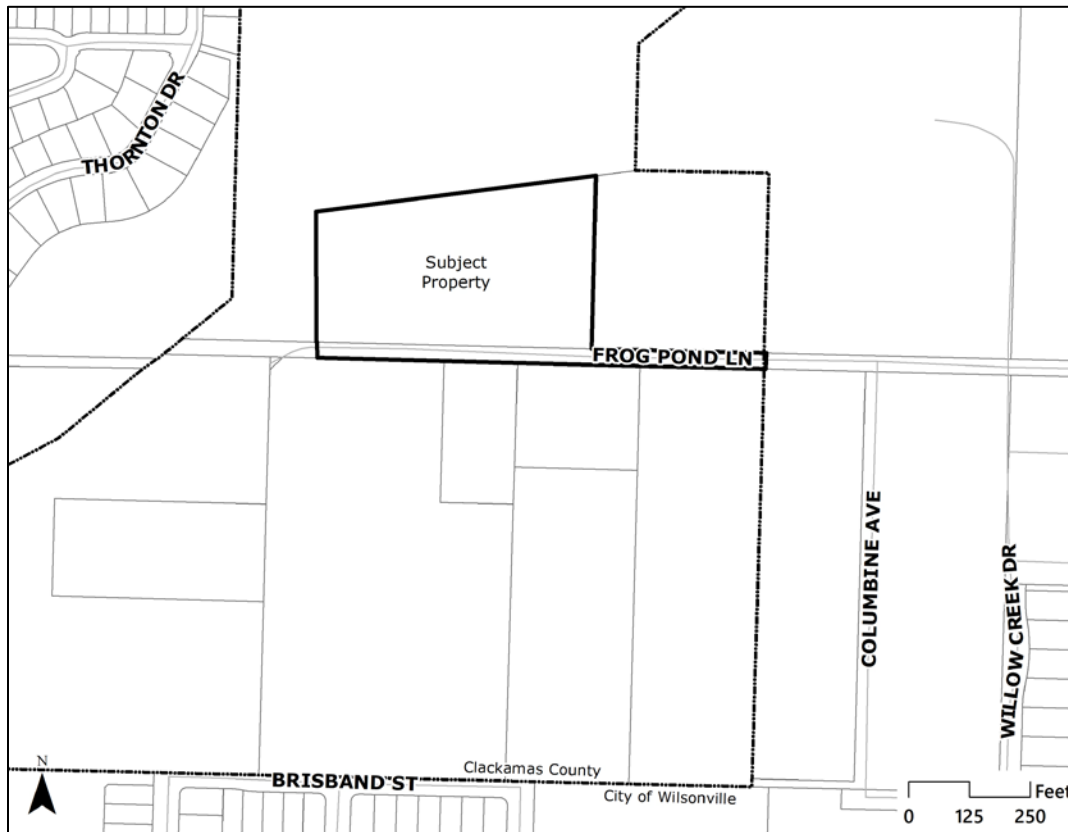 THORNTON DR
Subject
Property
FROG POND LN
COLUMBINE AVE
WILLOW CREEK DR
N
BRISBAND ST
Clackamas County
City of Wilsonville
Feet
0 125 250